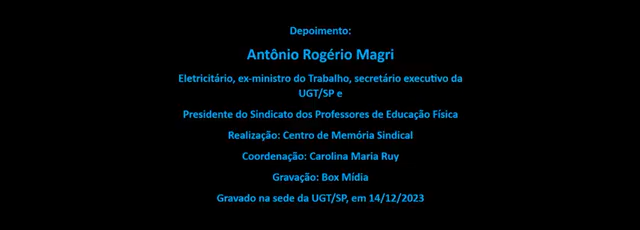 Depoimento:
Antônio Rogério Magri
Eletricitário, ex-ministro do Trabalho, secretário executivo da
UGT/SP e
Presidente do Sindicato dos Professores de Educação Física
Realização: Centro de Memória Sindical
Coordenação: Carolina Maria Ruy
Gravação: Box Mídia
Gravado na sede da UGT/SP, em 14/12/2023